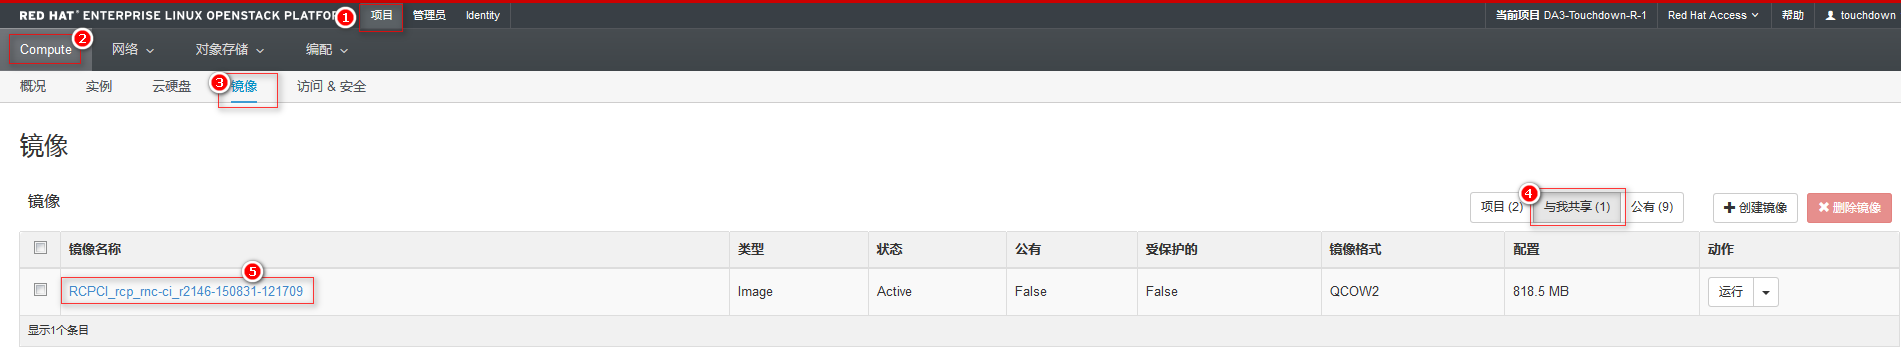 RED HAT® ENTERPRISE LINUX OPENSTACK PLATFOR 1 项目 管理员 Identity 当前项目 DA3-Touchdown-R-1 Red Hat Access 帮助 touchdown
Compute 2 网络 对象存储 编配
概况 实例 云硬盘 3 镜像 访问 & 安全
镜像
镜像 项目 (2) 4 与我共享 (1) 公有 (9) 创建镜像 删除镜像
镜像名称 类型 状态 公有 受保护的 镜像格式 配置 动作
5
RCPCI_rcp_rnc-ci_r2146-150831-121709 Image Active False False QCOW2 818.5 MB 运行
显示1个条目